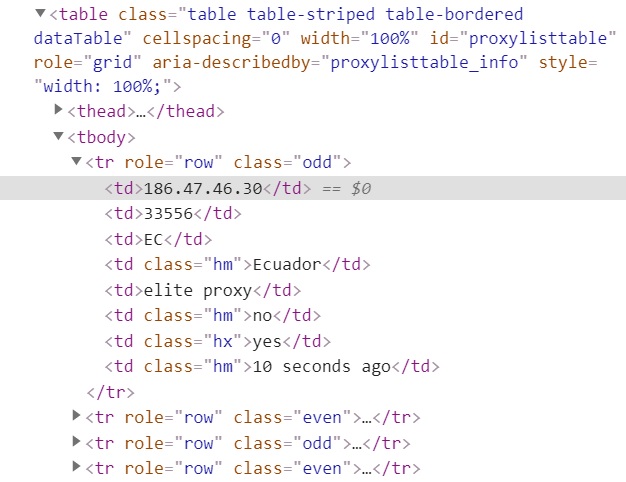 ▼<table class="table table-striped table-bordered
dataTable" cellspacing="0" width="100%" id="proxylisttable"
role="grid" aria-describedby="proxylisttable_info" style=
"width: 100%;">
▶<thead>…</thead>
▼<tbody>
▼<tr role="row" class="odd">
<td>186.47.46.30</td> == $0
<td>33556</td>
<td>EC</td>
<td class="hm">Ecuador</td>
<td>elite proxy</td>
<td class="hm">no</td>
<td class="hx">yes</td>
<td class="hm">10 seconds ago</td>
</tr>
▶<tr role="row" class="even">…</tr>
▶<tr role="row" class="odd">…</tr>
▶<tr role="row" class="even">…</tr>